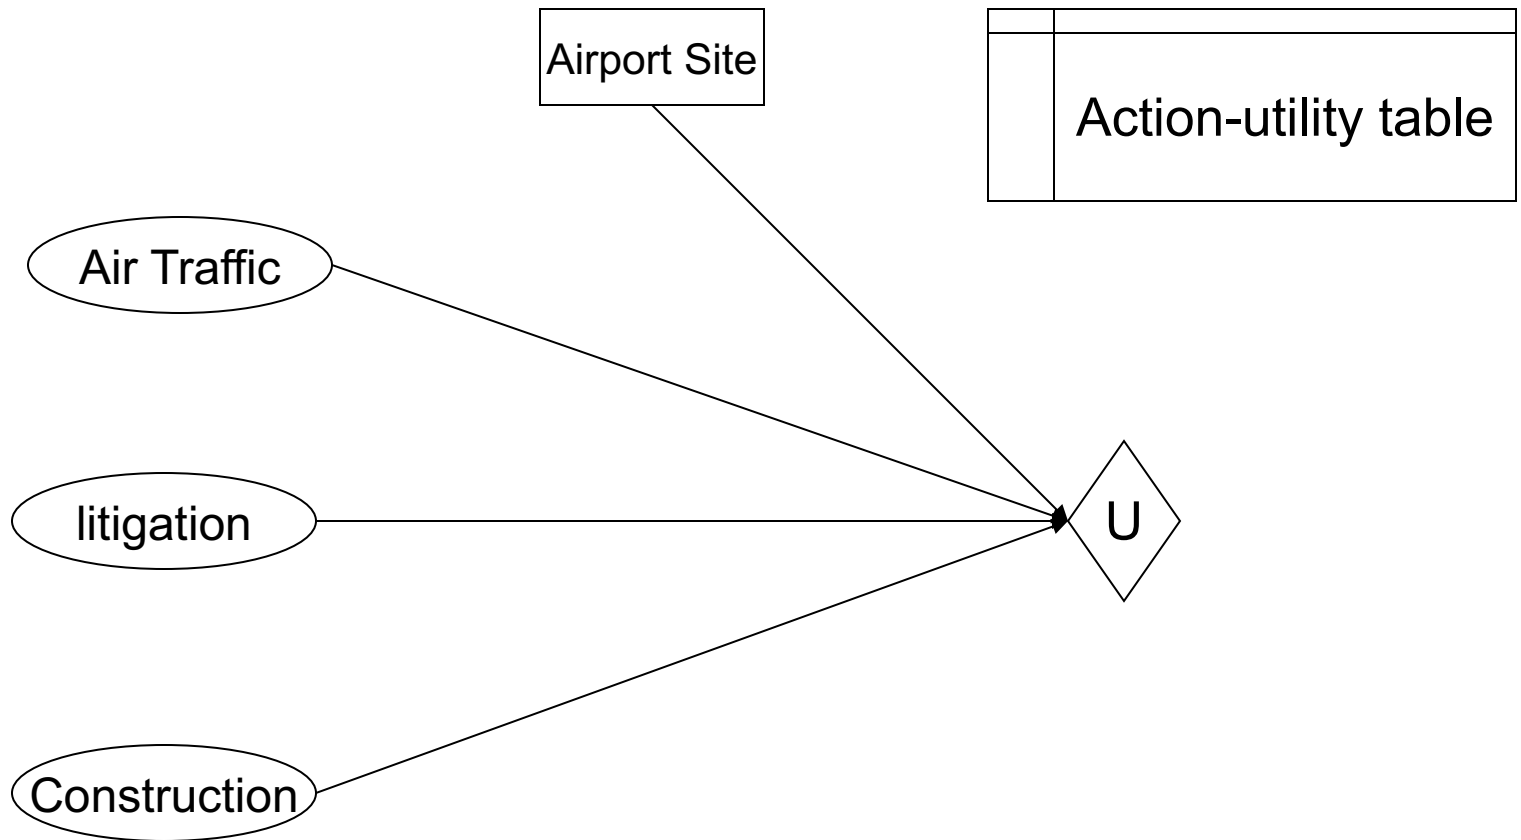 Airport Site
Action-utility table
Air Traffic
litigation
U
Construction